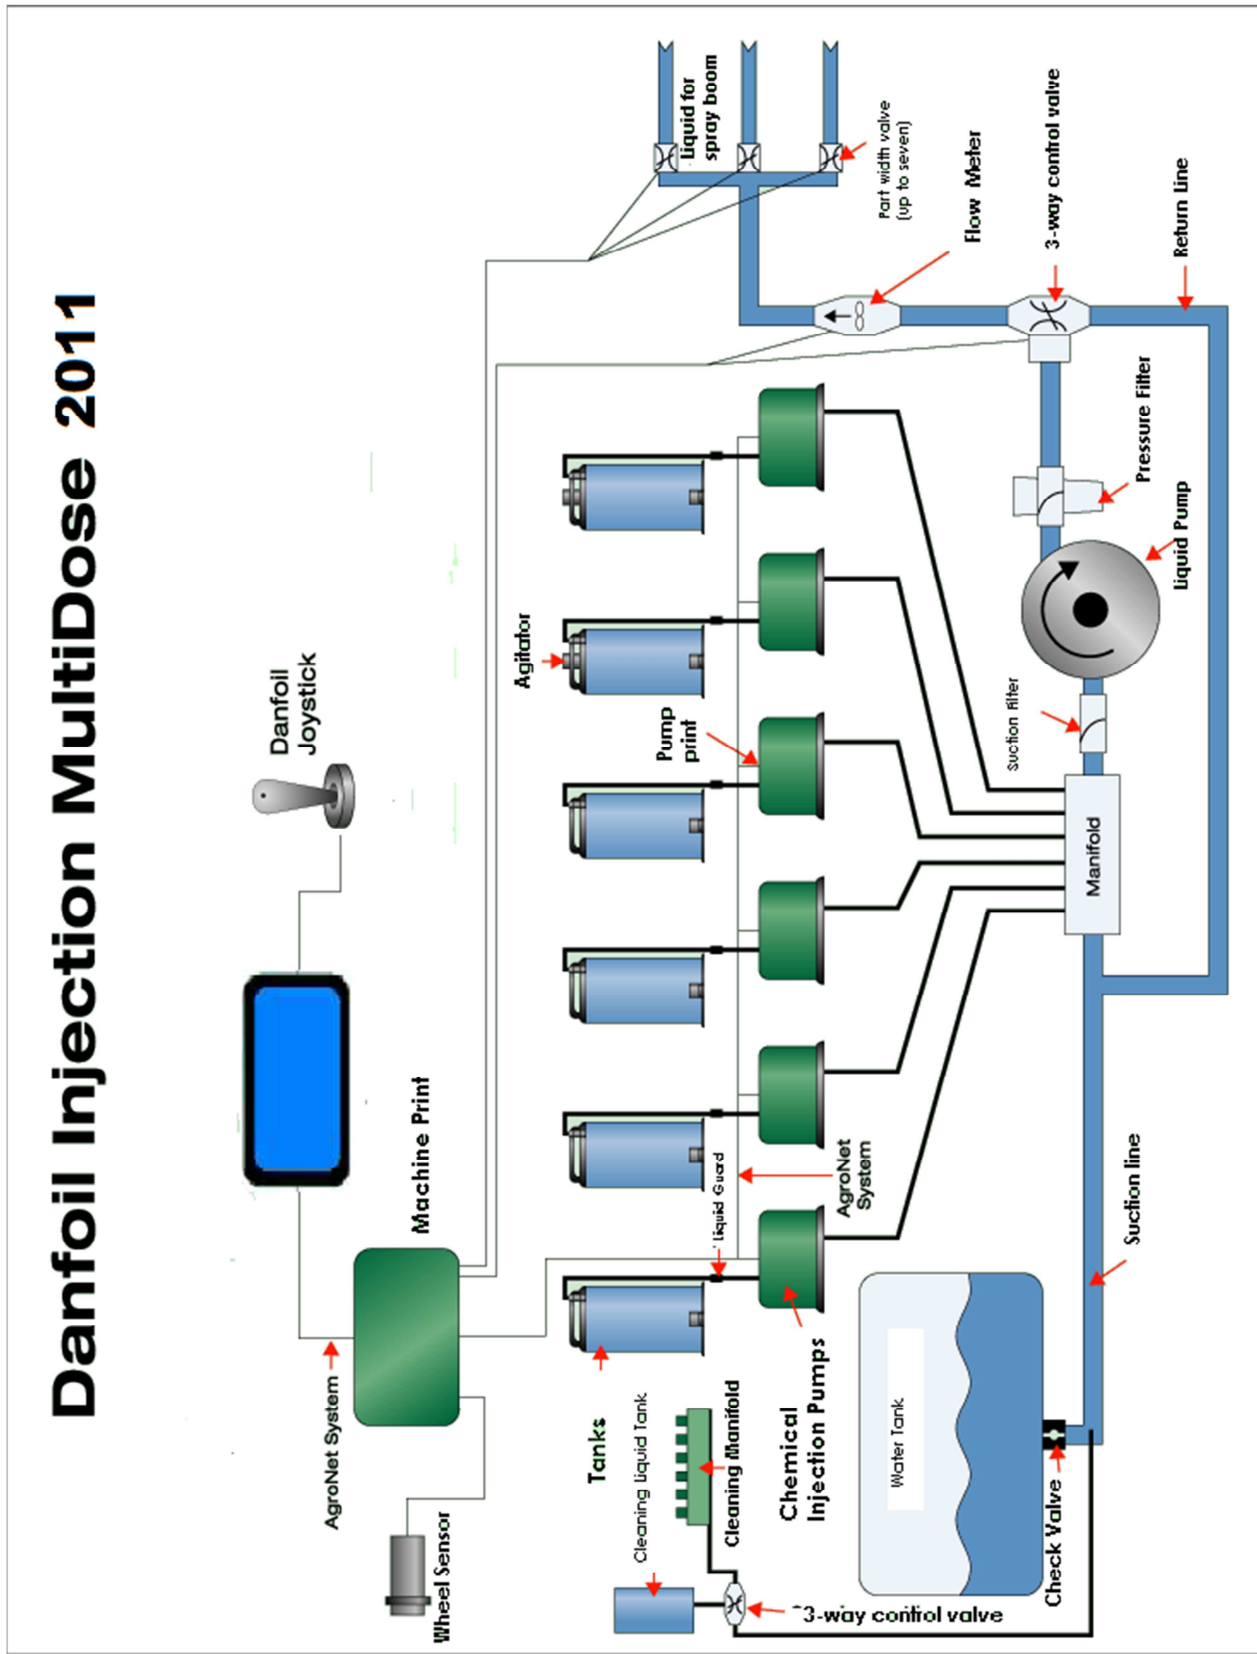 Danfoil Injection MultiDose 2011
Danfoil
Joystick
AgroNet System
Machine Print
Wheel Sensor
Agitator
Pump
print
Tanks
Liquid Guard
AgroNet
System
Cleaning Liquid Tank
Cleaning Manifold
Chemical
Injection Pumps
3-way control valve
Water Tank
Check Valve
Suction line
Manifold
Suction Filter
Liquid Pump
Pressure Filter
Return Line
3-way control valve
Flow Meter
Part width valve
(up to seven)
Liquid for
spray boom